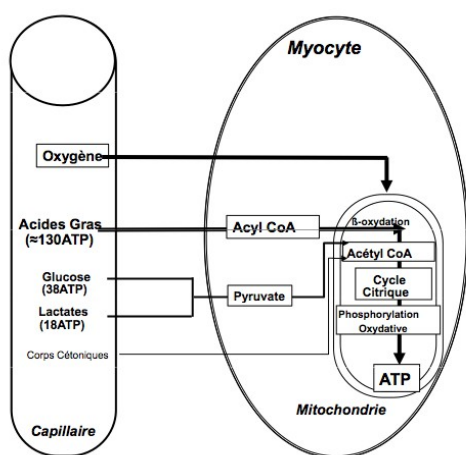 Myocyte
Oxygène
Acides Gras
(≈130ATP)
Acyl CoA
ß-oxydation
Acétyl CoA
Glucose
(38ATP)
Pyruvate
Cycle
Citrique
Lactates
(18ATP)
Phosphorylation
Oxydative
Corps Cétoniques
ATP
Mitochondrie
Capillaire